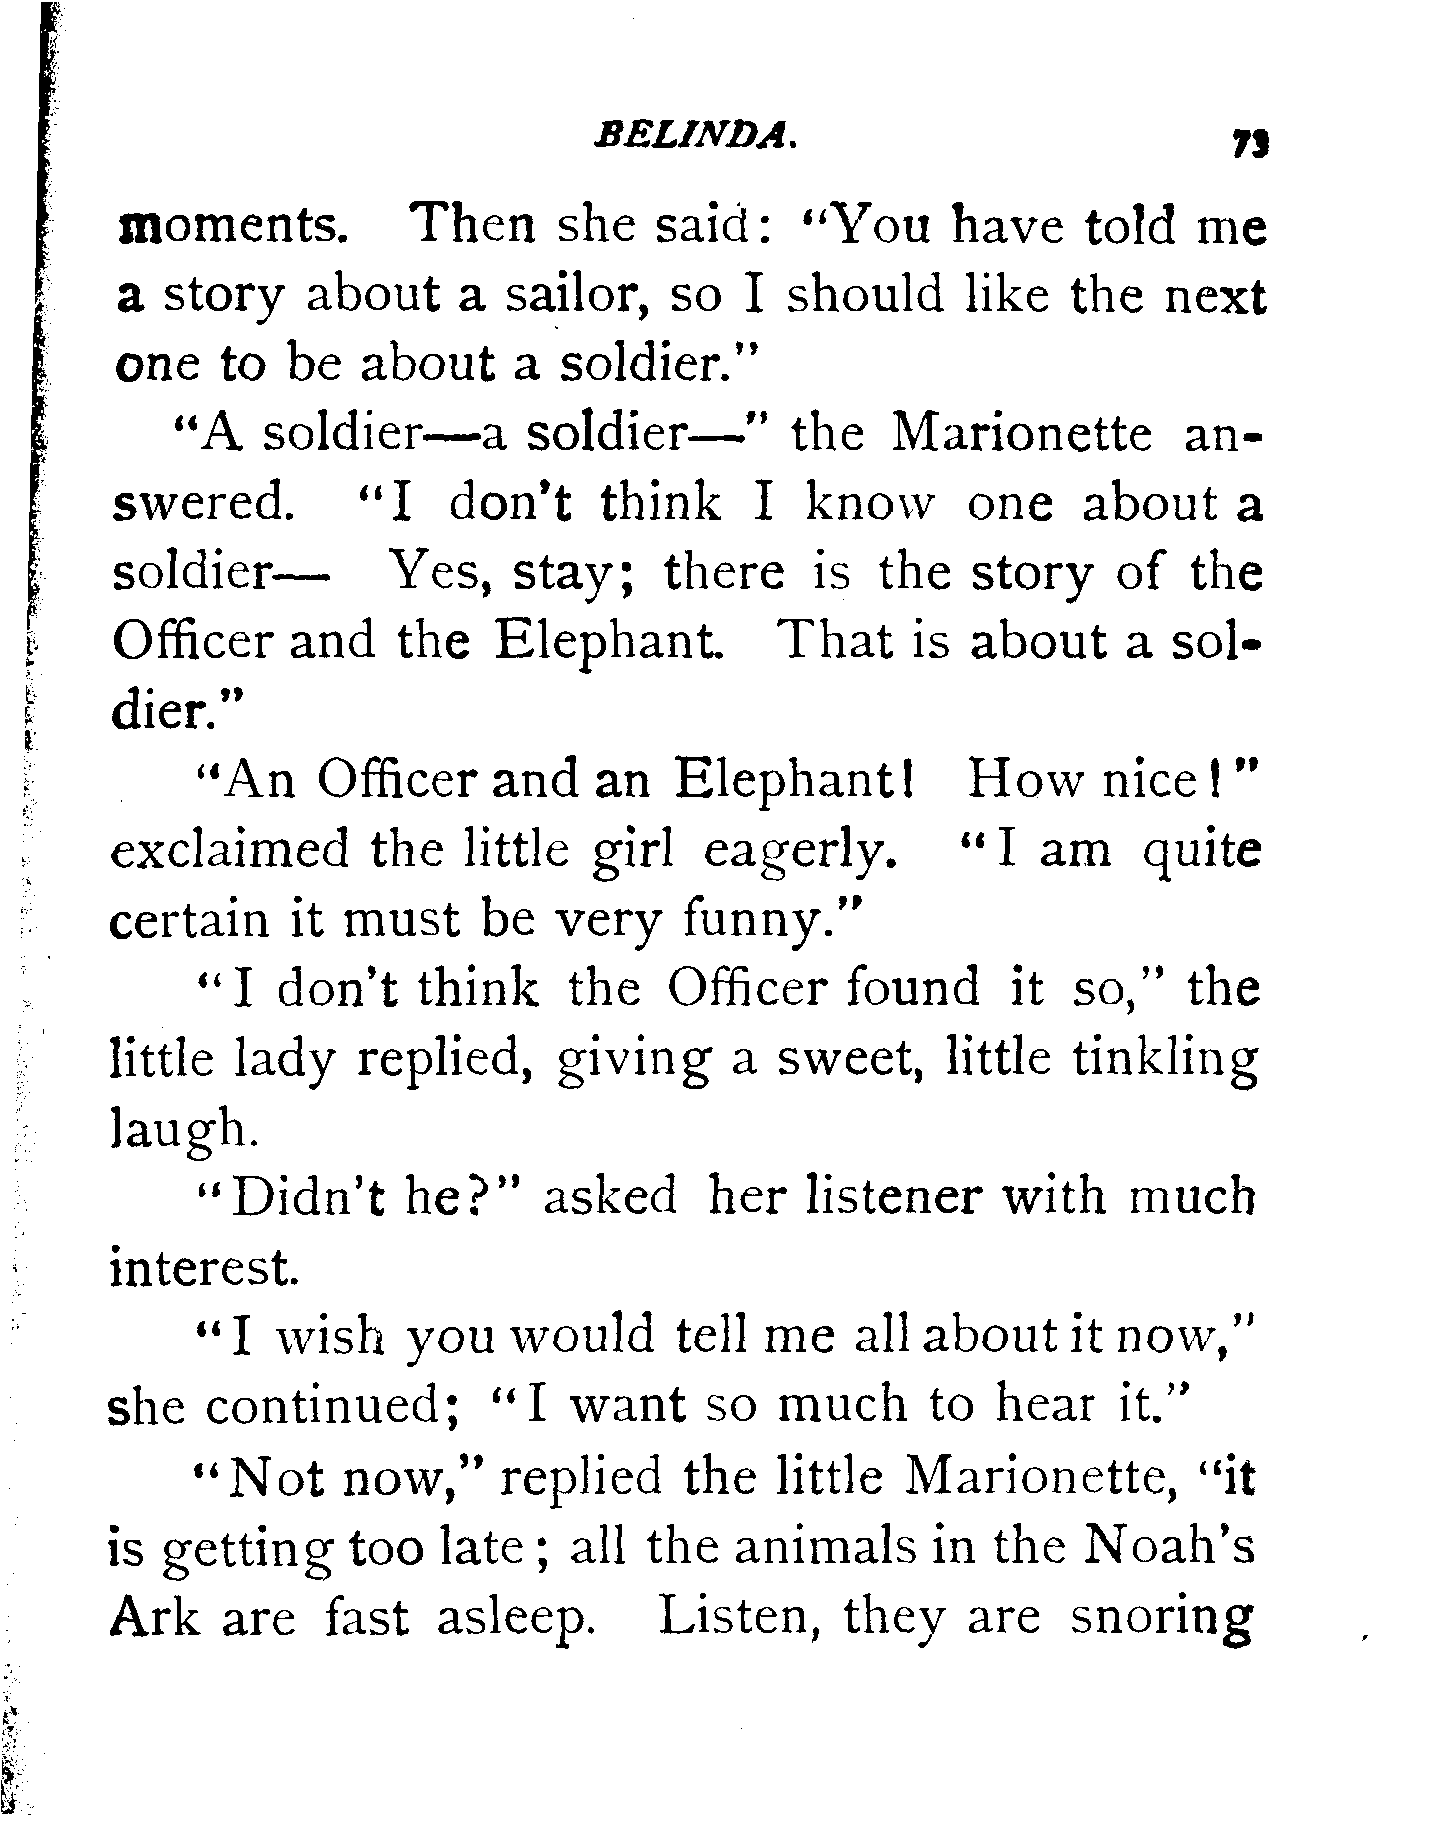 BELINDA. 73
moments. Then she said: "You have told me
a story about a sailor, so I should like the next
one to be about a soldier."
"A soldier—a soldier—" the Marionette an-
swered. "I don't think I know one about a
soldier— Yes, stay; there is the story of the
Officer and the Elephant. That is about a sol-
dier."
"An Officer and an Elephant! How nice!"
exclaimed the little girl eagerly. "I am quite
certain it must be very funny."
"I don't think the Officer found it so," the
little lady replied, giving a sweet, little tinkling
laugh.
"Didn't he?" asked her listener with much
interest.
"I wish you would tell me all about it now,"
she continued; "I want so much to hear it."
"Not now," replied the little Marionette, "it
is getting too late; all the animals in the Noah's
Ark are fast asleep. Listen, they are snoring